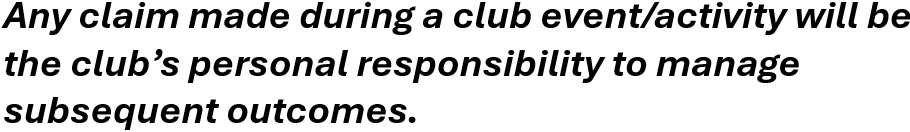 Any claim made during a club event/activity will be
the club’s personal responsibility to manage
subsequent outcomes.